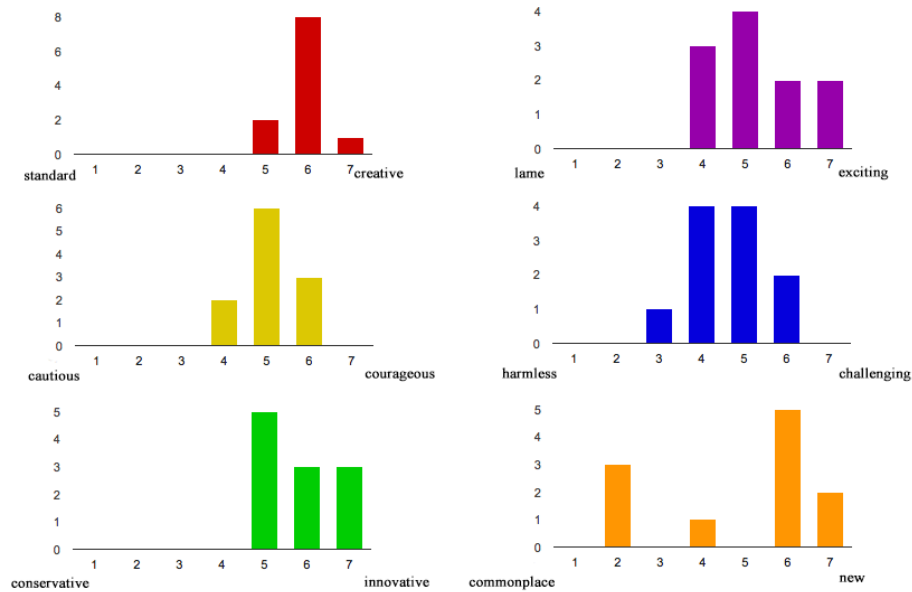 8
6
4
2
0
1 2 3 4 5 6 7
standard creative
4
3
2
1
0
1 2 3 4 5 6 7
lame exciting
6
5
4
3
2
1
0
1 2 3 4 5 6 7
cautious courageous
4
3
2
1
0
1 2 3 4 5 6 7
harmless challenging
5
4
3
2
1
0
1 2 3 4 5 6 7
conservative innovative
5
4
3
2
1
0
1 2 3 4 5 6 7
commonplace new